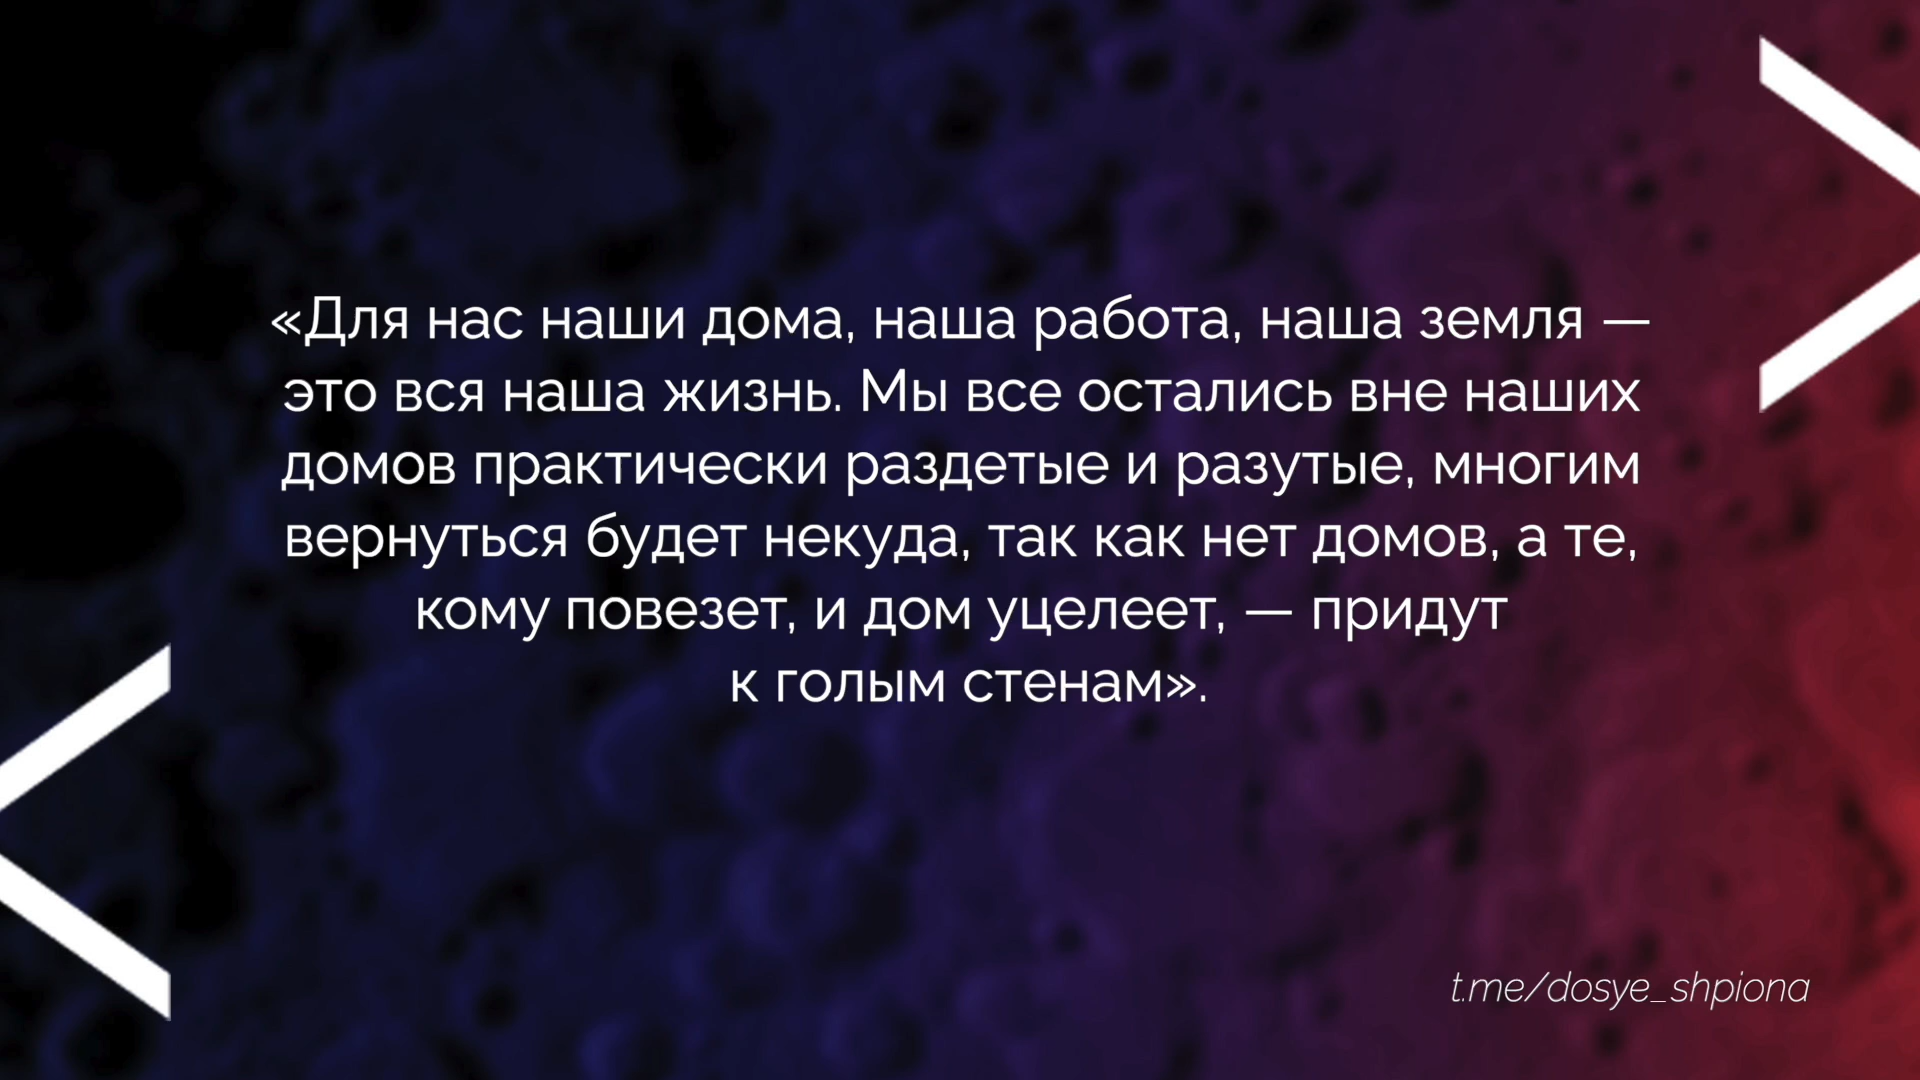 «Для нас наши дома, наша работа, наша земля —
это вся наша жизнь. Мы все остались вне наших
домов практически раздетые и разутые, многим
вернуться будет некуда, так как нет домов, а те,
кому повезет, и дом уцелеет, — придут
к голым стенам».
t.me/dosye_shpiona